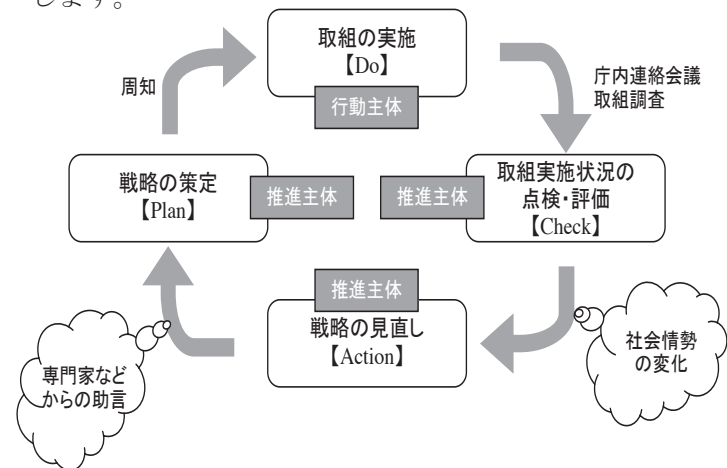 します。
取組の実施
【Do】
行動主体
周知
庁内連絡会議
取組調査
戦略の策定
【Plan】
推進主体
推進主体
取組実施状況の
点検・評価
【Check】
推進主体
戦略の見直し
【Action】
社会情勢
の変化
専門家など
からの助言